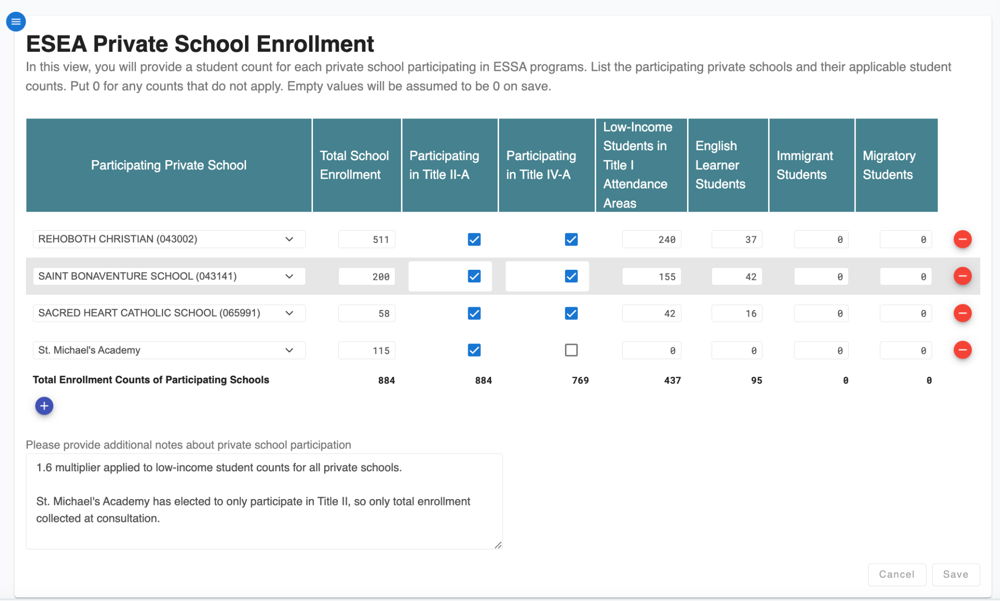 ESEA Private School Enrollment
In this view, you will provide a student count for each private school participating in ESSA programs. List the participating private schools and their applicable student
counts. Put 0 for any counts that do not apply. Empty values will be assumed to be 0 on save.
Participating Private School
Total School
Enrollment
Participating
in Title II-A
Participating
in Title IV-A
Low-Income
Students in
Title I
Attendance
Areas
English
Learner
Students
Immigrant
Students
Migratory
Students
REHOBOTH CHRISTIAN (043002) 511 240 37 0 0
SAINT BONAVENTURE SCHOOL (043141) 200 155 42 0 0
SACRED HEART CATHOLIC SCHOOL (065991) 58 42 16 0 0
St. Michael's Academy 115 0 0 0 0
Total Enrollment Counts of Participating Schools 884 884 769 437 95 0 0
Please provide additional notes about private school participation
1.6 multiplier applied to low-income student counts for all private schools.
St. Michael's Academy has elected to only participate in Title II, so only total enrollment
collected at consultation.
Cancel Save